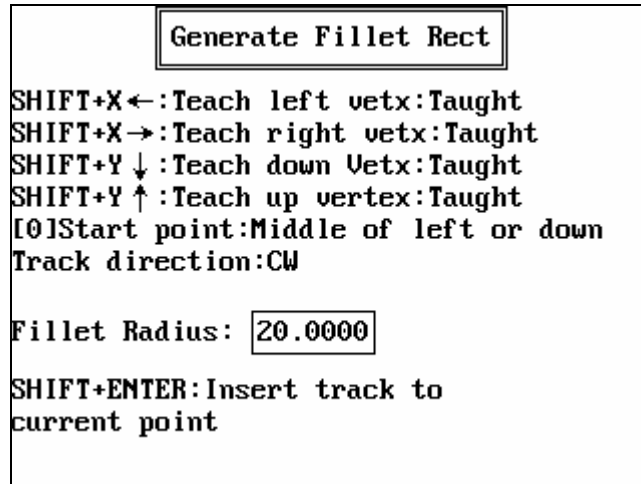 Generate Fillet Rect
SHIFT+X←:Teach left vetx:Taught
SHIFT+X→:Teach right vetx:Taught
SHIFT+Y↓:Teach down Vetx:Taught
SHIFT+Y↑:Teach up vertex:Taught
[0]Start point:Middle of left or down
Track direction:CW
Fillet Radius: 20.0000
SHIFT+ENTER:Insert track to
current point